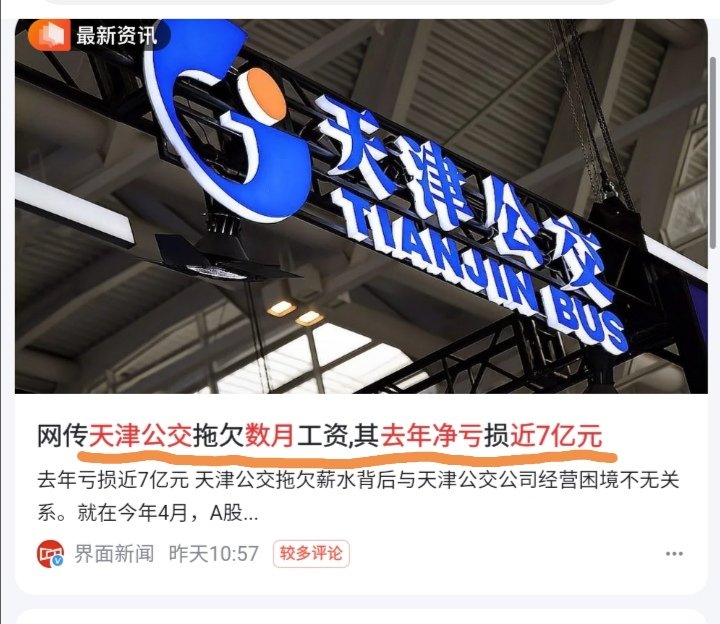 最新资讯
天津公交
TIANJIN BUS
网传天津公交拖欠数月工资,其去年净亏损近7亿元
去年亏损近7亿元 天津公交拖欠薪水背后与天津公交公司经营困境不无关
系。就在今年4月，A股...
界面新闻 昨天10:57 较多评论